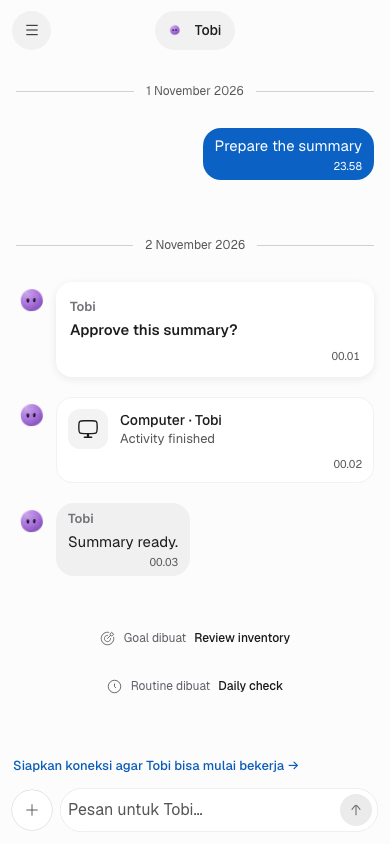 Tobi
1 November 2026
Prepare the summary
23.58
2 November 2026
Tobi
Approve this summary?
00.01
Computer · Tobi
Activity finished
00.02
Tobi
Summary ready.
00.03
Goal dibuat Review inventory
Routine dibuat Daily check
Siapkan koneksi agar Tobi bisa mulai bekerja →
Pesan untuk Tobi...